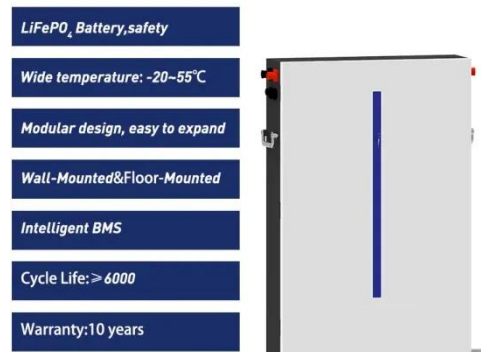 LiFePO₄ Battery,safety
Wide temperature: -20~55℃
Modular design, easy to expand
Wall-Mounted&Floor-Mounted
Intelligent BMS
Cycle Life:≥6000
Warranty:10 years